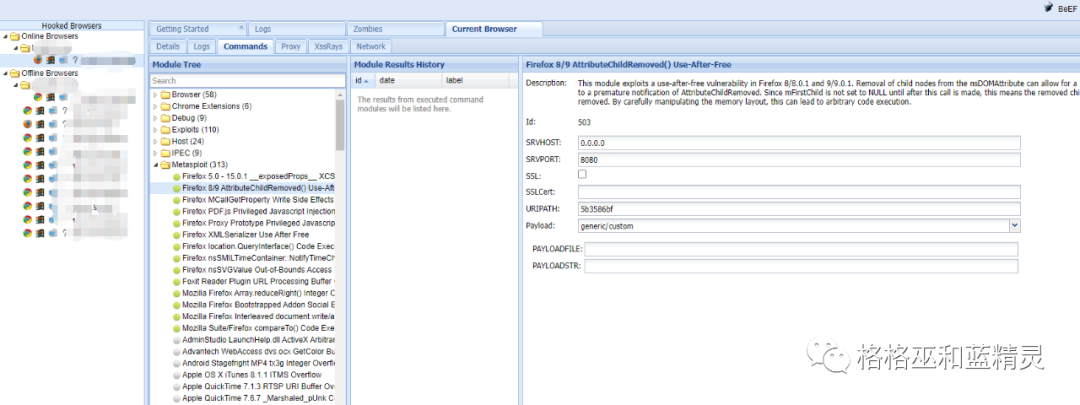 BeEF
Hooked Browsers
Online Browsers
?
Offline Browsers
?
?
?
?
Getting Started
Logs
Zombies
Current Browser
Details
Logs
Commands
Proxy
XssRays
Network
Module Tree
Search
Browser (58)
Chrome Extensions (6)
Debug (9)
Exploits (110)
Host (24)
IPEC (9)
Metasploit (313)
Firefox 5.0 - 15.0.1 __exposedProps__ XCS
Firefox 8/9 AttributeChildRemoved() Use-Afte
Firefox MCallGetProperty Write Side Effects
Firefox PDF.js Privileged Javascript Injection
Firefox Proxy Prototype Privileged Javascript
Firefox XMLSerializer Use After Free
Firefox location.QueryInterface() Code Exec
Firefox nsSMILTimeContainer::NotifyTimeCh
Firefox nsSVGValue Out-of-Bounds Access
Foxit Reader Plugin URL Processing Buffer
Mozilla Firefox Array.reduceRight() Integer C
Mozilla Firefox Bootstrapped Addon Social E
Mozilla Firefox Interleaved document.write/a
Mozilla Suite/Firefox compareTo() Code Exe
AdminStudio LaunchHelp.dll ActiveX Arbitrar
Advantech WebAccess dvs.ocx GetColor Bu
Android Stagefright MP4 tx3g Integer Overfl
Apple OS X iTunes 8.1.1 ITMS Overflow
Apple QuickTime 7.1.3 RTSP URI Buffer Ov
Apple QuickTime 7.6.7 _Marshaled_pUnk C
Module Results History
id date label
The results from executed command
modules will be listed here.
Firefox 8/9 AttributeChildRemoved() Use-After-Free
Description: This module exploits a use-after-free vulnerability in Firefox 8/8.0.1 and 9/9.0.1. Removal of child nodes from the nsDOMAttribute can allow for a
to a premature notification of AttributeChildRemoved. Since mFirstChild is not set to NULL until after this call is made, this means the removed chi
removed. By carefully manipulating the memory layout, this can lead to arbitrary code execution.
Id: 503
SRVHOST: 0.0.0.0
SRVPORT: 8080
SSL:
SSLCert:
URIPATH: 5b3586bf
Payload: generic/custom
PAYLOADFILE:
PAYLOADSTR:
格格巫和蓝精灵